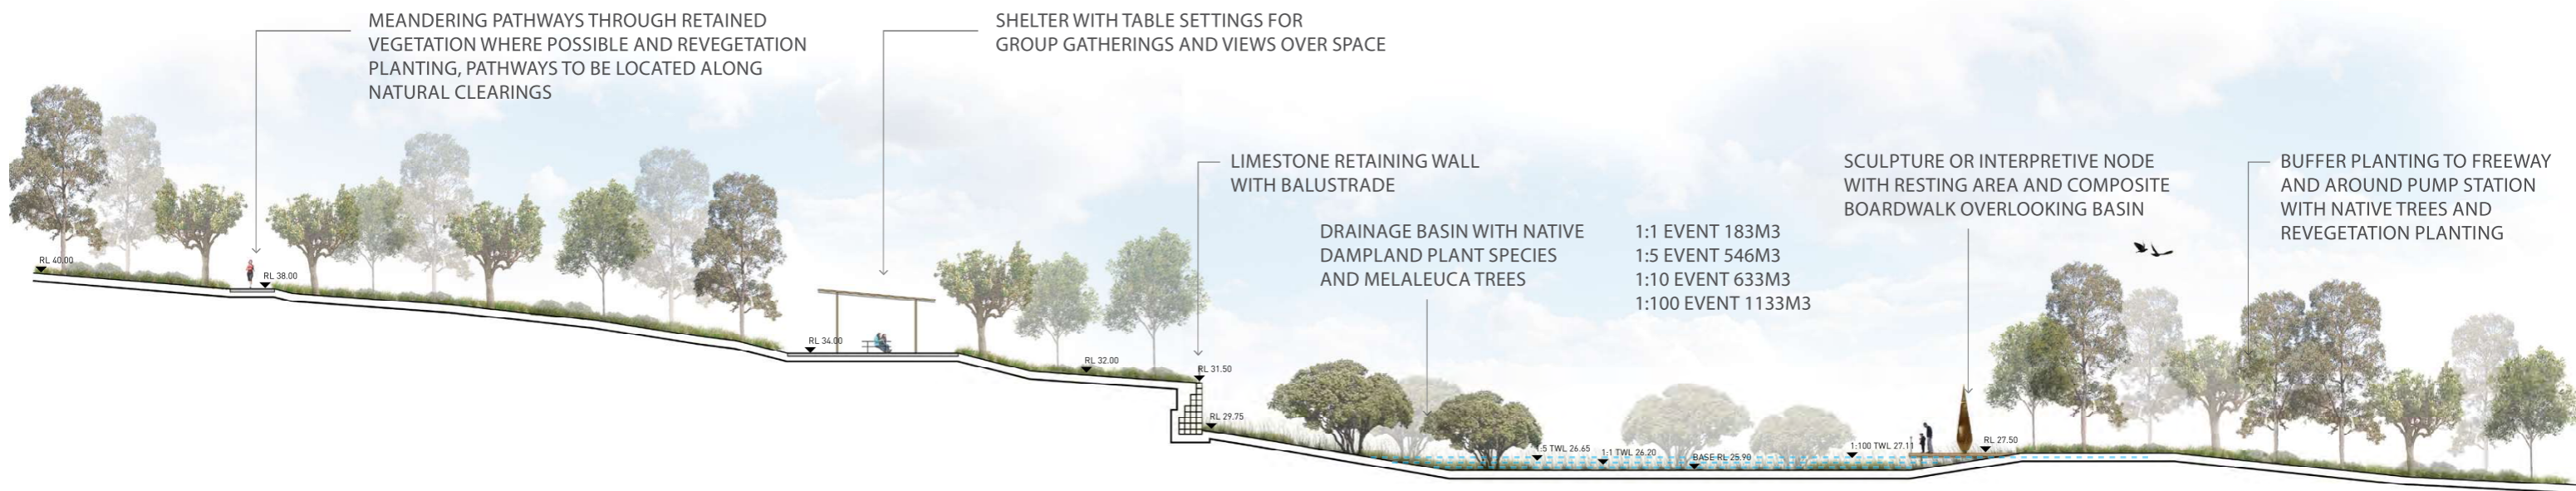 MEANDERING PATHWAYS THROUGH RETAINED
VEGETATION WHERE POSSIBLE AND REVEGETATION
PLANTING, PATHWAYS TO BE LOCATED ALONG
NATURAL CLEARINGS
SHELTER WITH TABLE SETTINGS FOR
GROUP GATHERINGS AND VIEWS OVER SPACE
LIMESTONE RETAINING WALL
WITH BALUSTRADE
DRAINAGE BASIN WITH NATIVE
DAMPLAND PLANT SPECIES
AND MELALEUCA TREES
1:1 EVENT 183M3
1:5 EVENT 546M3
1:10 EVENT 633M3
1:100 EVENT 1133M3
SCULPTURE OR INTERPRETIVE NODE
WITH RESTING AREA AND COMPOSITE
BOARDWALK OVERLOOKING BASIN
BUFFER PLANTING TO FREEWAY
AND AROUND PUMP STATION
WITH NATIVE TREES AND
REVEGETATION PLANTING
RL 40.00
RL 38.00
RL 34.00
RL 32.00
RL 31.50
RL 29.75
1:5 TWL 26.65
1:1 TWL 26.20
BASE RL 25.90
1:100 TWL 27.11
RL 27.50